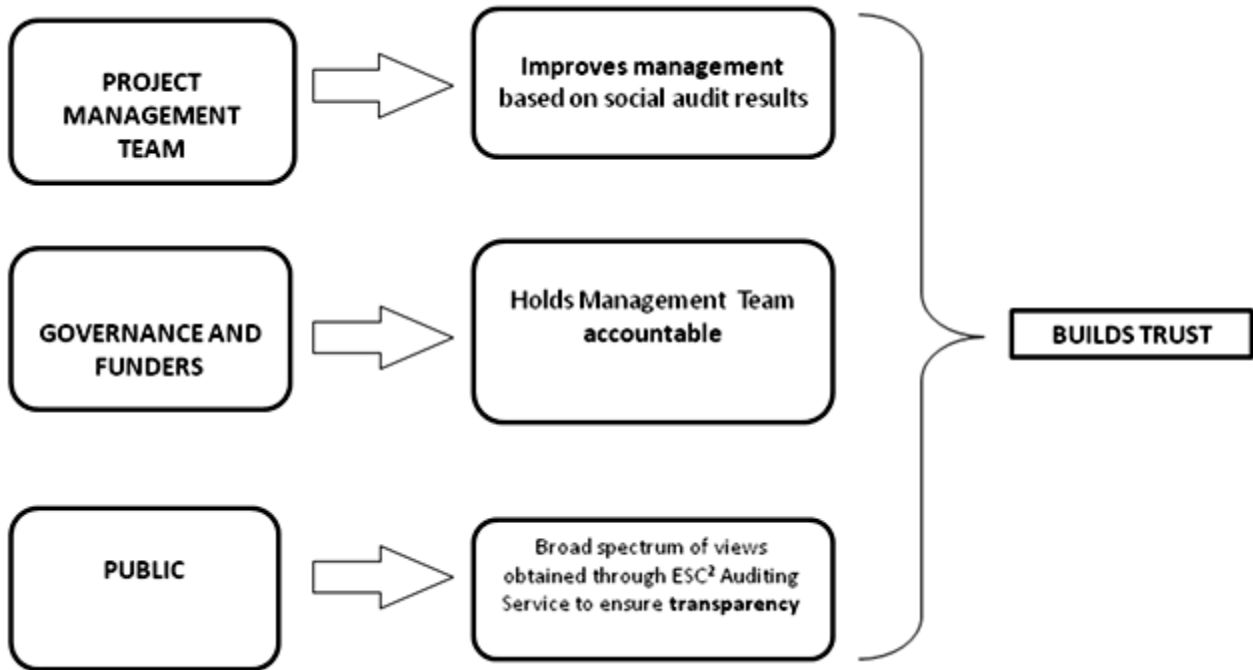 PROJECT
MANAGEMENT
TEAM
Improves management
based on social audit results
GOVERNANCE AND
FUNDERS
Holds Management Team
accountable
BUILDS TRUST
PUBLIC
Broad spectrum of views
obtained through ESC² Auditing
Service to ensure transparency